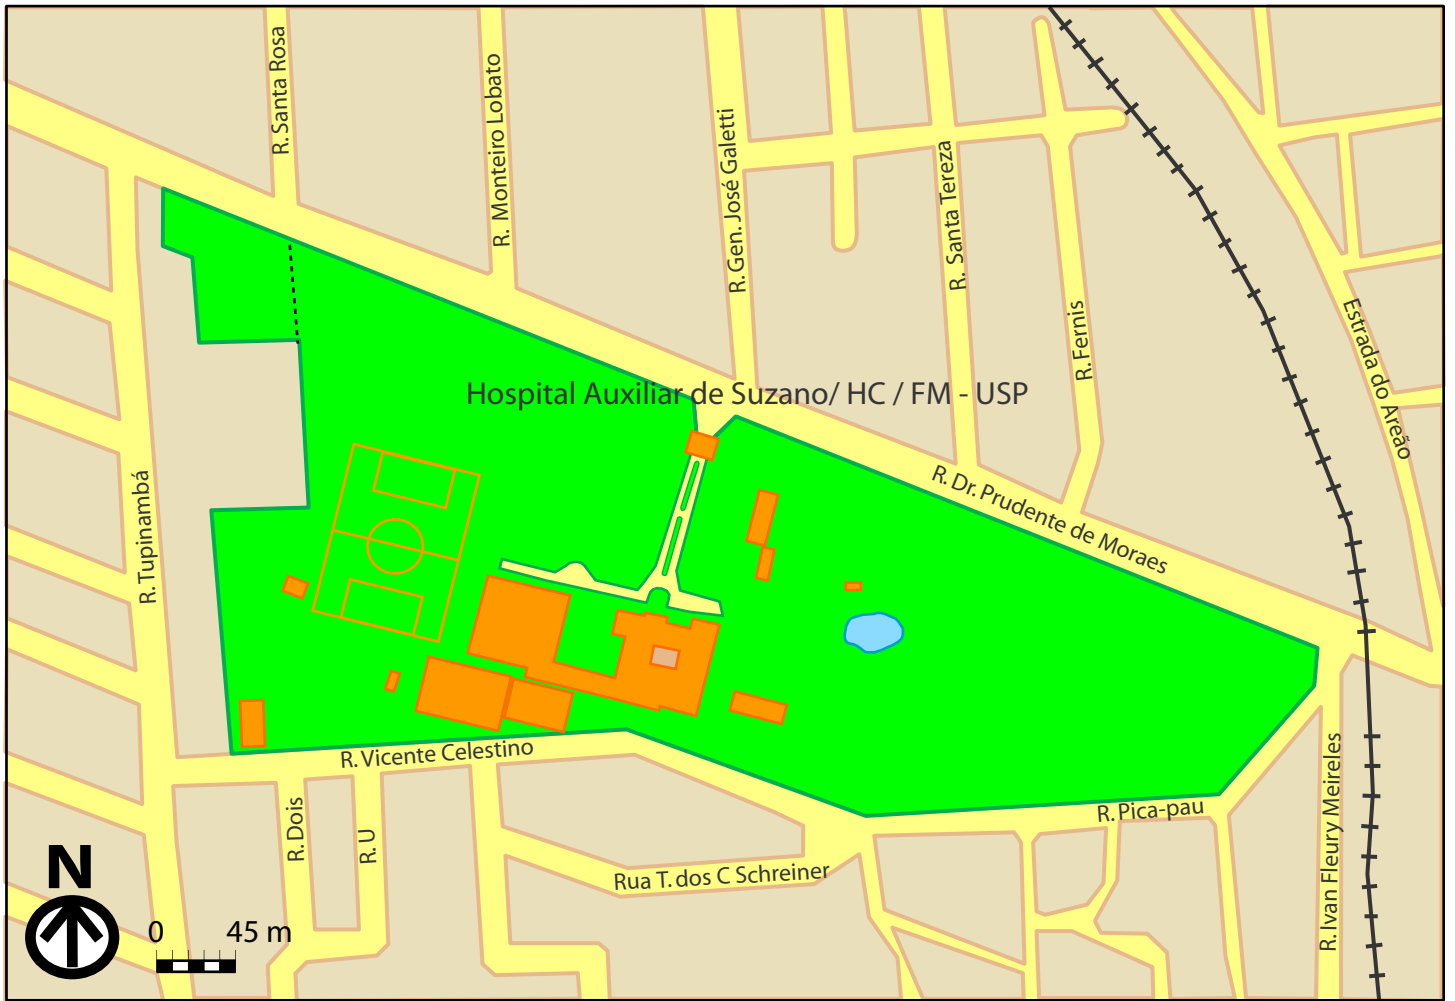 R. Santa Rosa
R. Monteiro Lobato
R. Gen. José Galetti
R. Santa Tereza
R. Fernis
Estrada do Areão
Hospital Auxiliar de Suzano/ HC / FM - USP
R. Dr. Prudente de Moraes
R. Tupinambá
R. Vicente Celestino
R. Pica-pau
R. Ivan Fleury Meireles
R. Dois
R. U
Rua T. dos C Schreiner
N
0 45 m